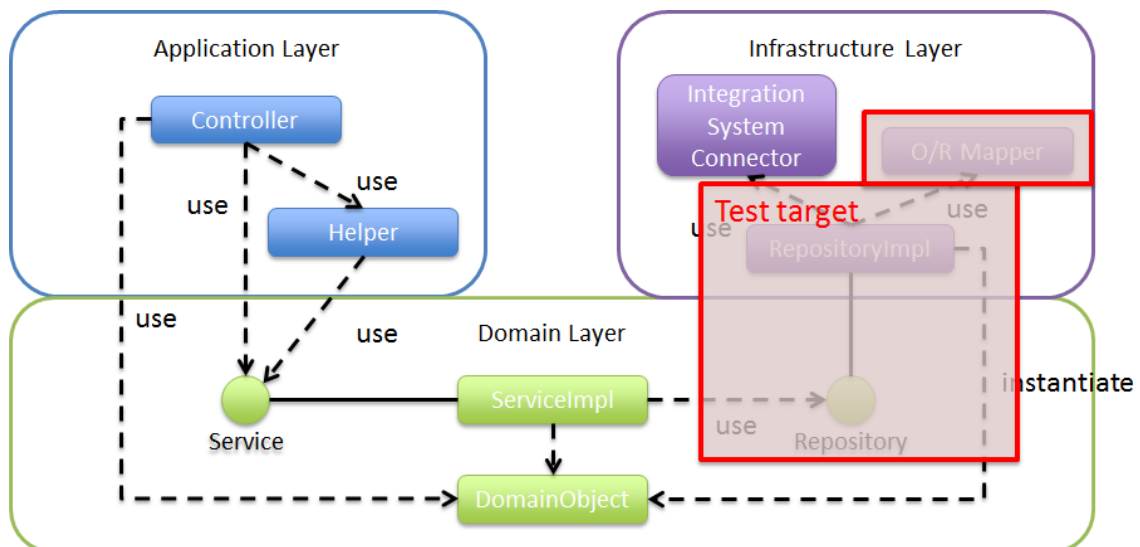 Application Layer
Infrastructure Layer
Controller
Integration
System
Connector
O/R Mapper
use
use
Test target
use
use
Helper
RepositoryImpl
use
use
Domain Layer
instantiate
ServiceImpl
use
Service
Repository
DomainObject